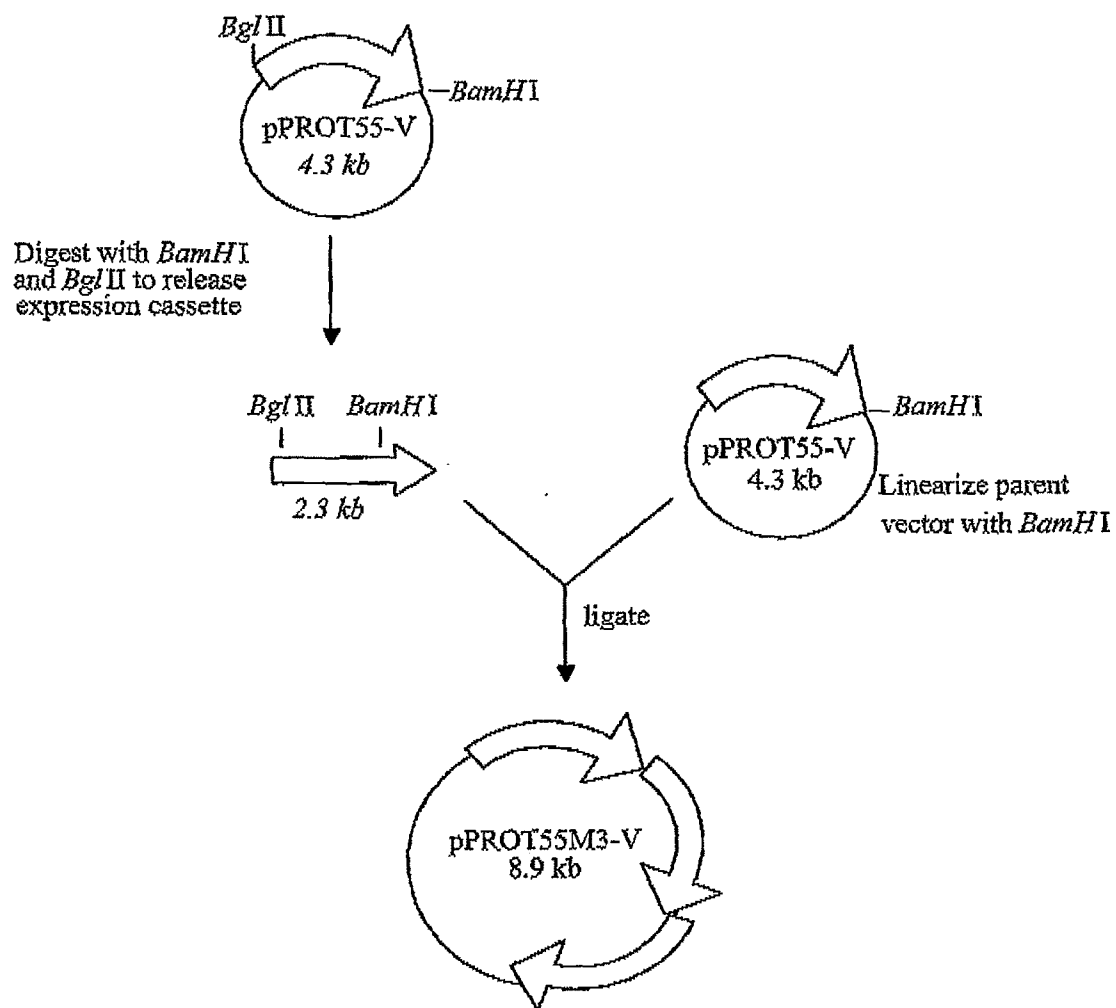 BglII
BamHI
pPROT55-V
4.3 kb
Digest with BamHI
and BglII to release
expression cassette
BglII BamHI
2.3 kb
BamHI
pPROT55-V
4.3 kb
Linearize parent
vector with BamHI
ligate
pPROT55M3-V
8.9 kb